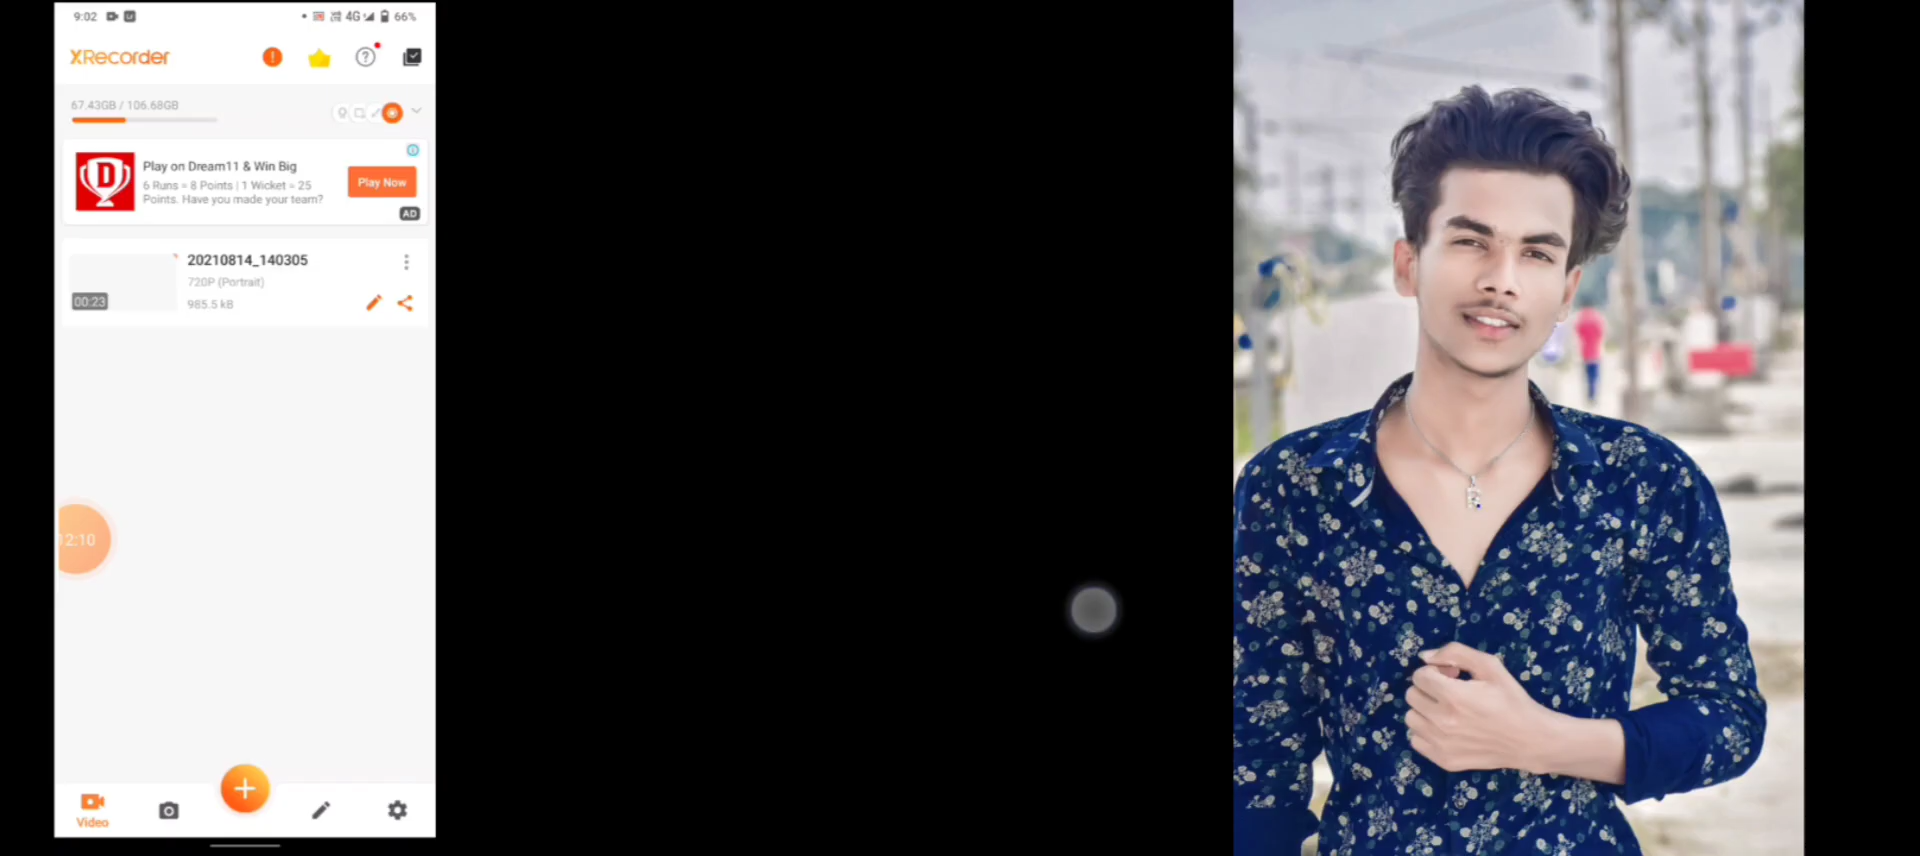 9:02
4G 66%
XRecorder
67.43GB / 106.68GB
Play on Dream11 & Win Big
6 Runs = 8 Points | 1 Wicket = 25
Points. Have you made your team?
Play Now
AD
D
20210814_140305
720P (Portrait)
985.5 kB
00:23
12:10
Video
R